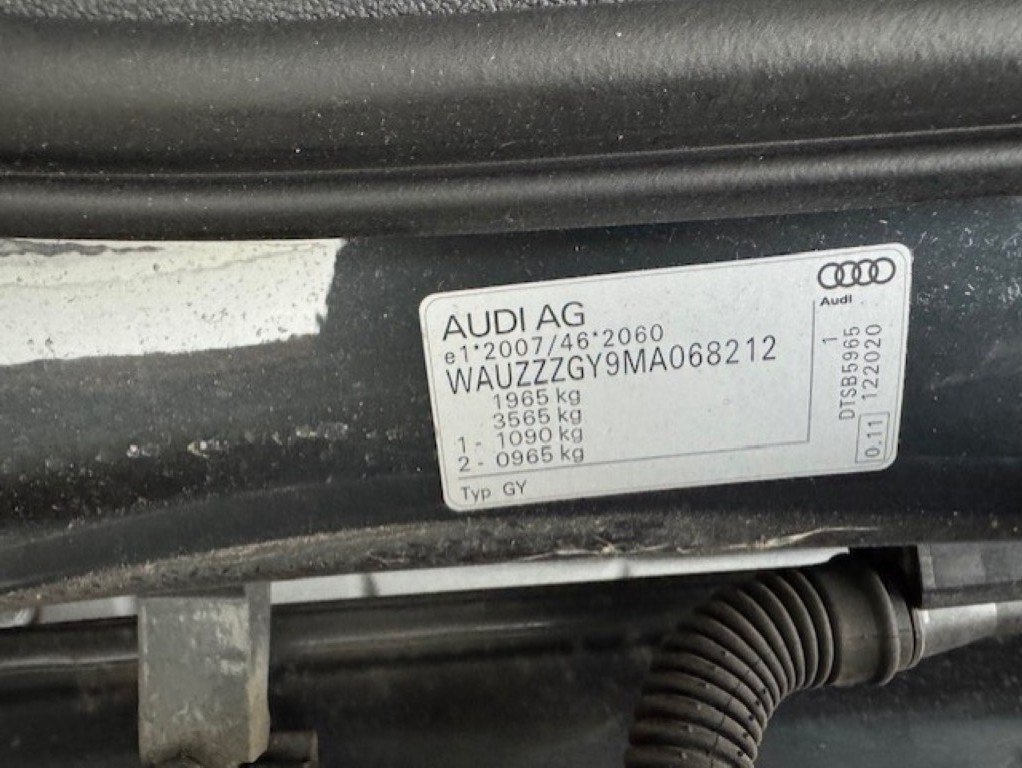 AUDI AG
e1*2007/46*2060
WAUZZZGY9MA068212
1965 kg
3565 kg
1 - 1090 kg
2 - 0965 kg
Typ GY
Audi
DTSB5965 1
0.11 122020